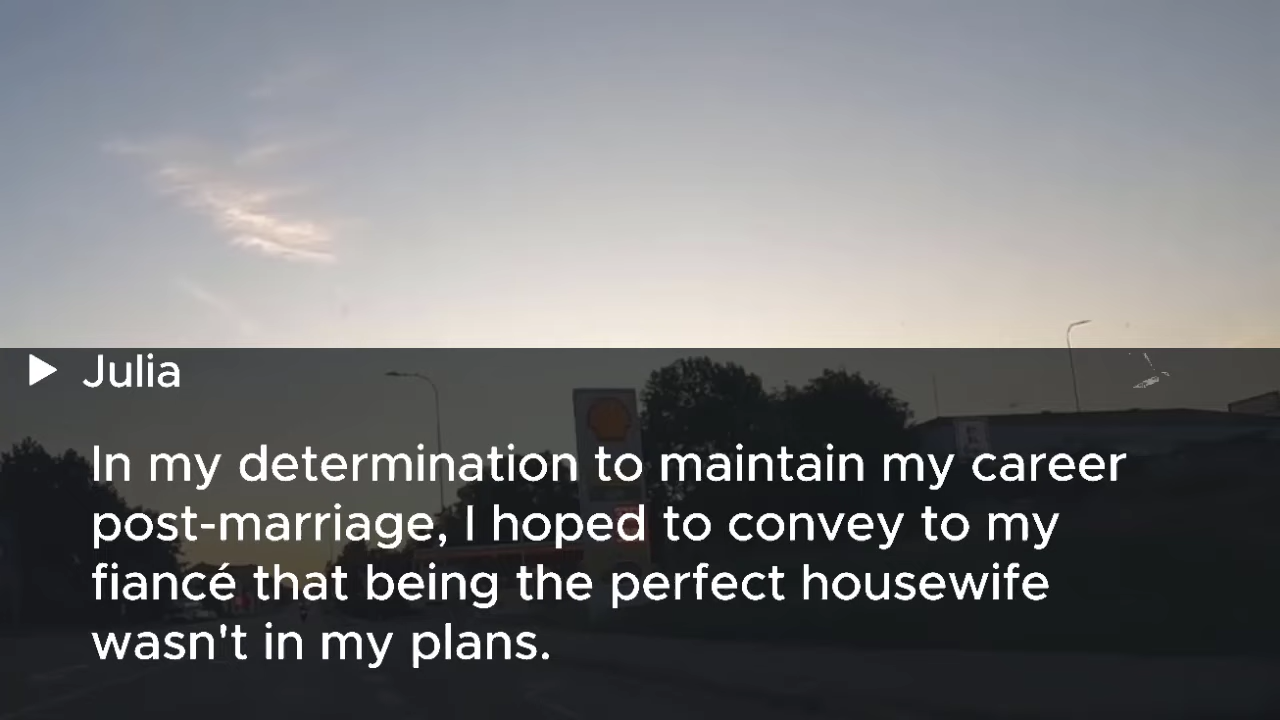 Julia
In my determination to maintain my career
post-marriage, I hoped to convey to my
fiancé that being the perfect housewife
wasn't in my plans.